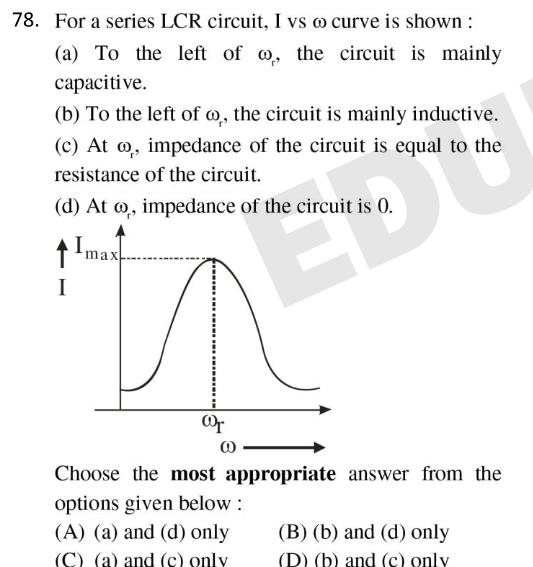 78. For a series LCR circuit, I vs ω curve is shown :
(a) To the left of ωᵣ, the circuit is mainly
capacitive.
(b) To the left of ωᵣ, the circuit is mainly inductive.
(c) At ωᵣ, impedance of the circuit is equal to the
resistance of the circuit.
(d) At ωᵣ, impedance of the circuit is 0.
Imax
I
ωr
ω
Choose the most appropriate answer from the
options given below :
(A) (a) and (d) only (B) (b) and (d) only
(C) (a) and (c) only (D) (b) and (c) only
EDU